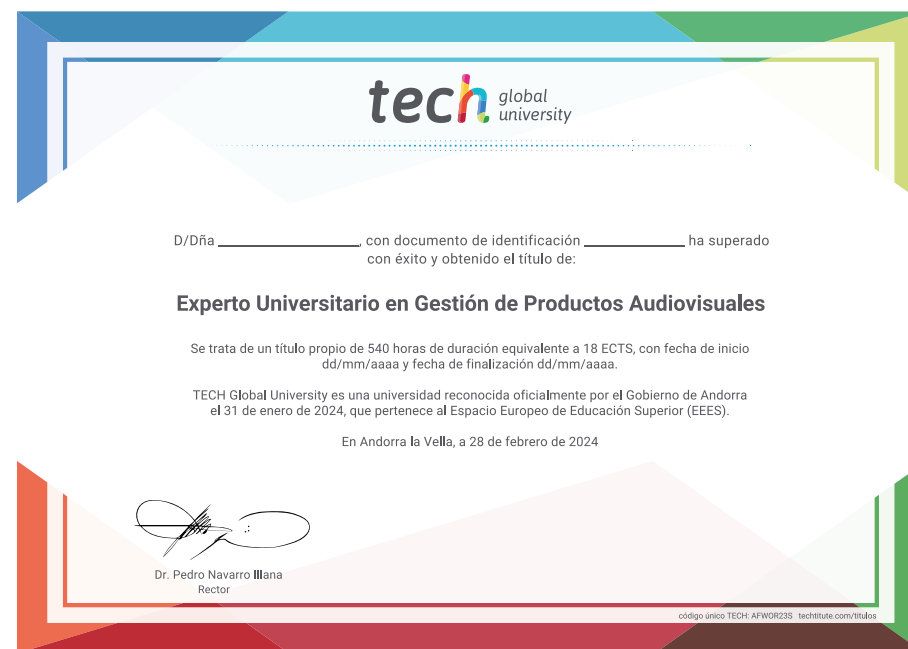 tech global university
D/Dña ____________, con documento de identificación ____________ ha superado
con éxito y obtenido el título de:
Experto Universitario en Gestión de Productos Audiovisuales
Se trata de un título propio de 540 horas de duración equivalente a 18 ECTS, con fecha de inicio
dd/mm/aaaa y fecha de finalización dd/mm/aaaa.
TECH Global University es una universidad reconocida oficialmente por el Gobierno de Andorra
el 31 de enero de 2024, que pertenece al Espacio Europeo de Educación Superior (EEES).
En Andorra la Vella, a 28 de febrero de 2024
Dr. Pedro Navarro Illana
Rector
código único TECH: AFWOR23S techtitute.com/titulos